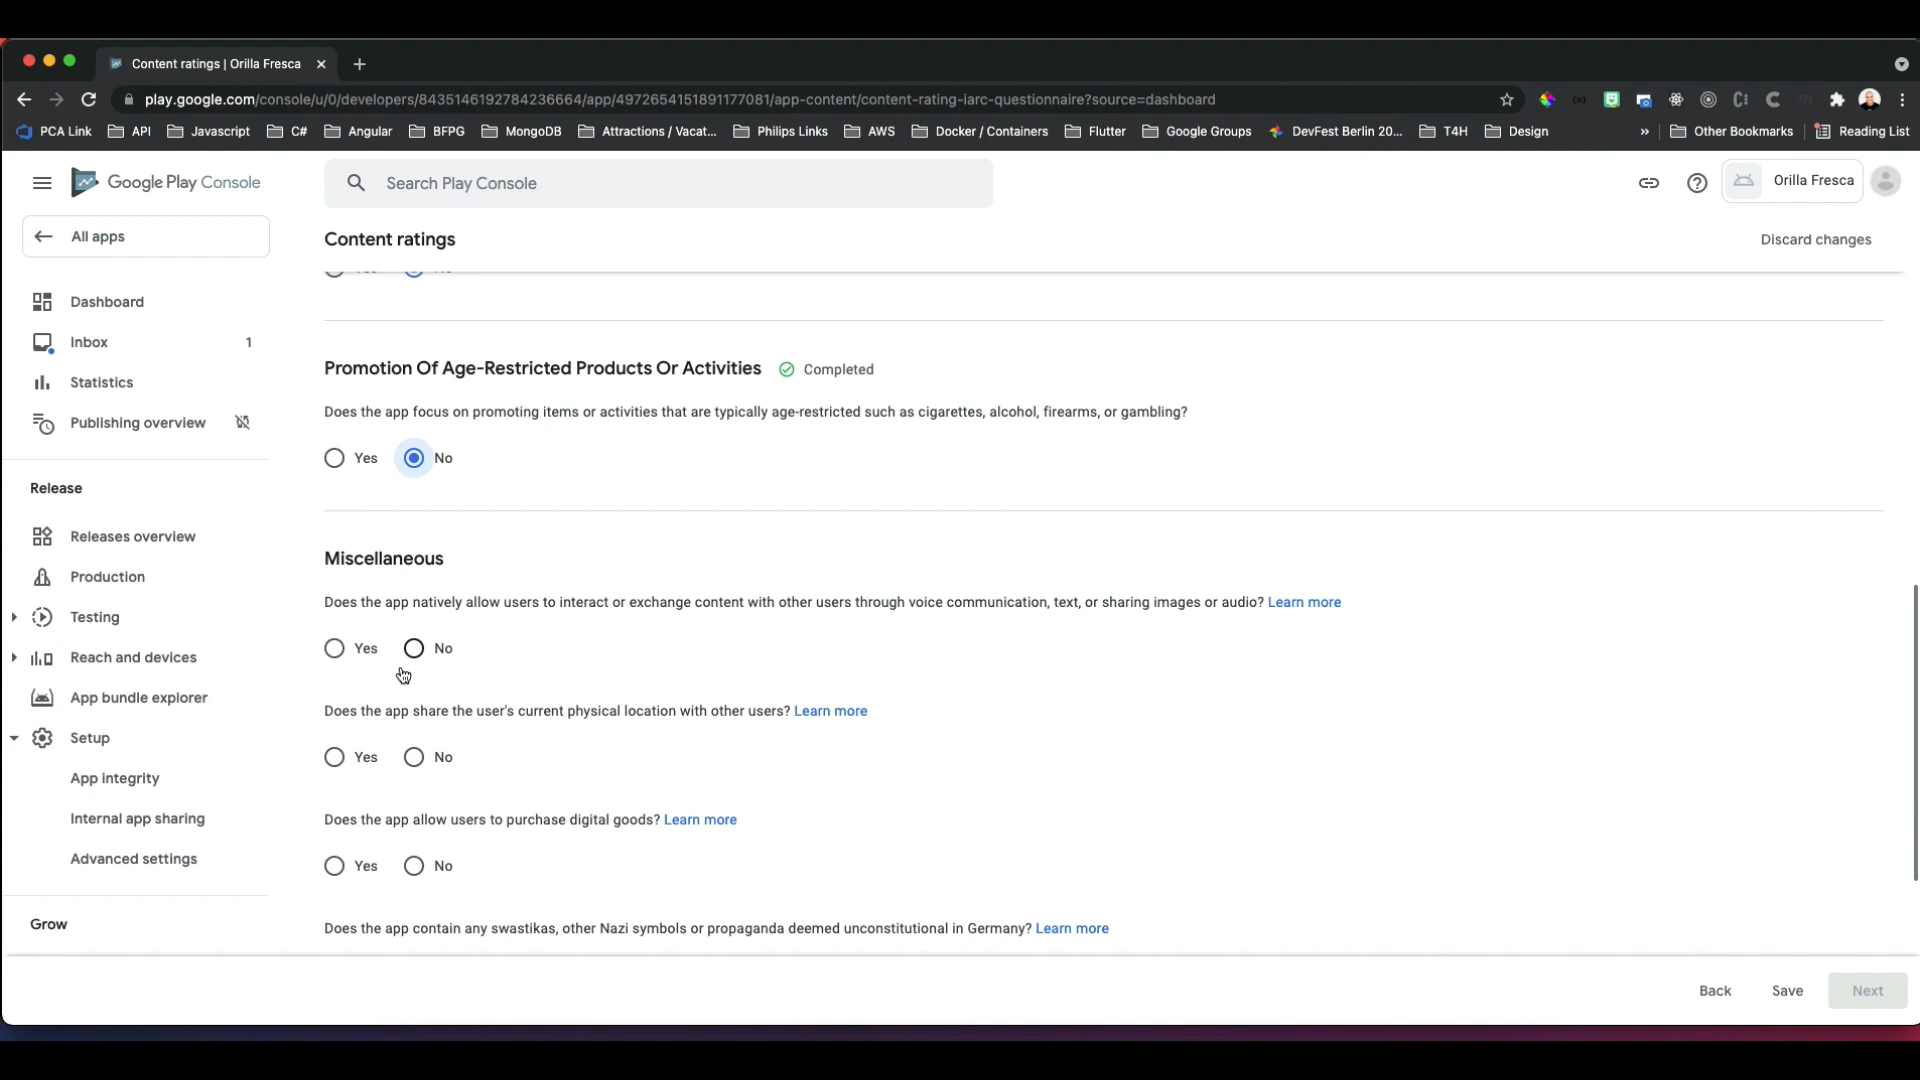 Content ratings | Orilla Fresca
play.google.com/console/u/0/developers/8435146192784236664/app/4972654151891177081/app-content/content-rating-iarc-questionnaire?source=dashboard
PCA Link API Javascript C# Angular BFPG MongoDB Attractions / Vacat... Philips Links AWS Docker / Containers Flutter Google Groups DevFest Berlin 20... T4H Design » Other Bookmarks Reading List
Google Play Console
Search Play Console
Orilla Fresca
All apps
Content ratings
Discard changes
Dashboard
Inbox 1
Statistics
Publishing overview
Release
Releases overview
Production
Testing
Reach and devices
App bundle explorer
Setup
App integrity
Internal app sharing
Advanced settings
Grow
Promotion Of Age-Restricted Products Or Activities Completed
Does the app focus on promoting items or activities that are typically age-restricted such as cigarettes, alcohol, firearms, or gambling?
Yes No
Miscellaneous
Does the app natively allow users to interact or exchange content with other users through voice communication, text, or sharing images or audio? Learn more
Yes No
Does the app share the user's current physical location with other users? Learn more
Yes No
Does the app allow users to purchase digital goods? Learn more
Yes No
Does the app contain any swastikas, other Nazi symbols or propaganda deemed unconstitutional in Germany? Learn more
Back Save Next